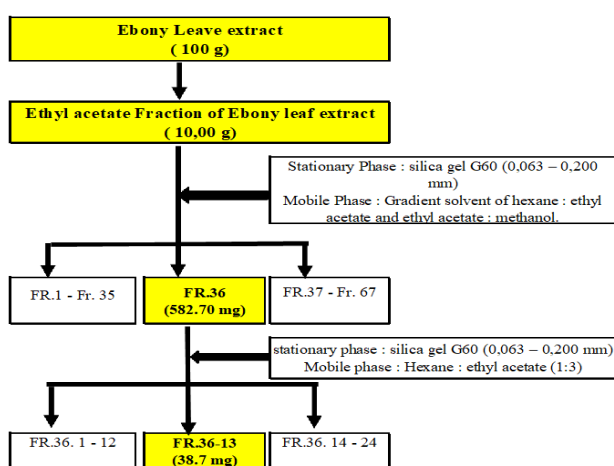 Ebony Leave extract
( 100 g)
Ethyl acetate Fraction of Ebony leaf extract
( 10,00 g)
Stationary Phase : silica gel G60 (0,063 – 0,200
mm)
Mobile Phase : Gradient solvent of hexane : ethyl
acetate and ethyl acetate : methanol.
FR.1 - Fr. 35
FR.36
(582.70 mg)
FR.37 - Fr. 67
stationary phase : silica gel G60 (0,063 – 0,200 mm)
Mobile phase : Hexane : ethyl acetate (1:3)
FR.36. 1 - 12
FR.36-13
(38.7 mg)
FR.36. 14 - 24